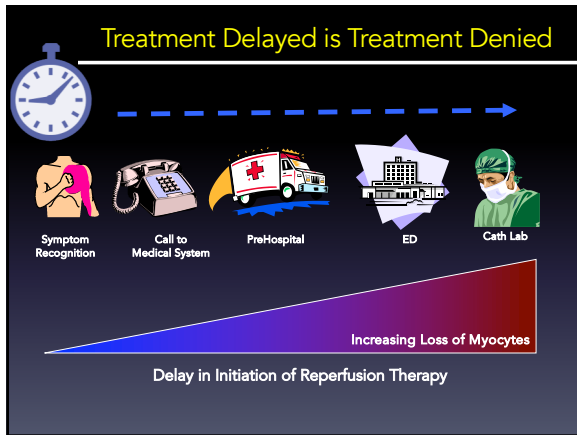 Treatment Delayed is Treatment Denied
Symptom
Recognition
Call to
Medical System
PreHospital
ED
Cath Lab
Increasing Loss of Myocytes
Delay in Initiation of Reperfusion Therapy